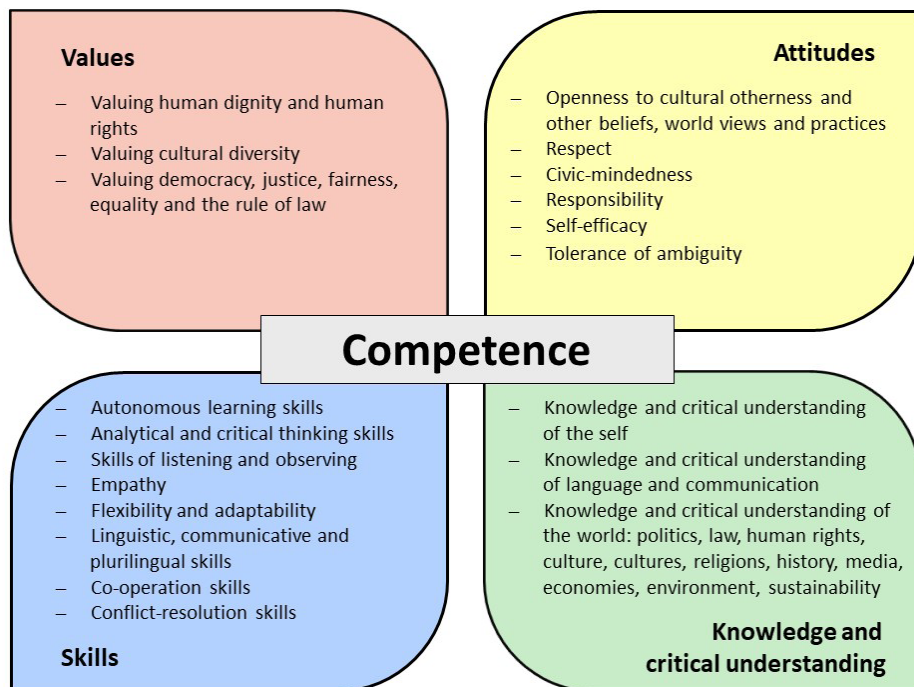 Values
– Valuing human dignity and human
rights
– Valuing cultural diversity
– Valuing democracy, justice, fairness,
equality and the rule of law
Attitudes
– Openness to cultural otherness and
other beliefs, world views and practices
– Respect
– Civic-mindedness
– Responsibility
– Self-efficacy
– Tolerance of ambiguity
Competence
– Autonomous learning skills
– Analytical and critical thinking skills
– Skills of listening and observing
– Empathy
– Flexibility and adaptability
– Linguistic, communicative and
plurilingual skills
– Co-operation skills
– Conflict-resolution skills
Skills
– Knowledge and critical understanding
of the self
– Knowledge and critical understanding
of language and communication
– Knowledge and critical understanding of
the world: politics, law, human rights,
culture, cultures, religions, history, media,
economies, environment, sustainability
Knowledge and
critical understanding